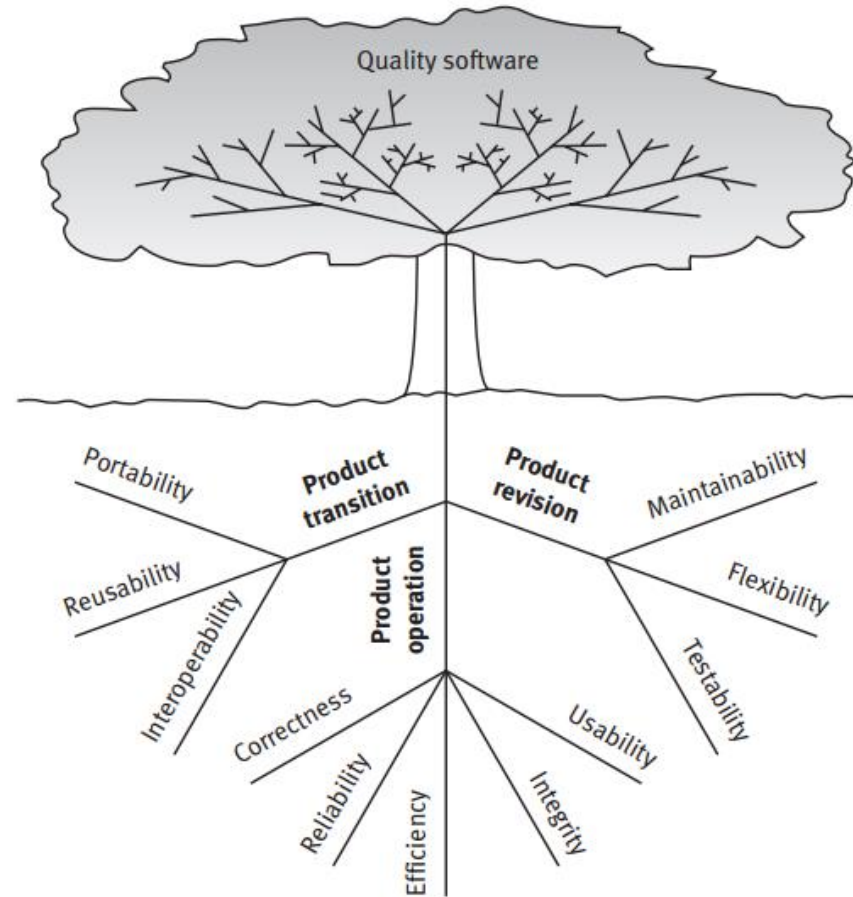 Quality software
Product
transition
Product
revision
Product
operation
Portability
Reusability
Interoperability
Maintainability
Flexibility
Testability
Correctness
Reliability
Efficiency
Integrity
Usability